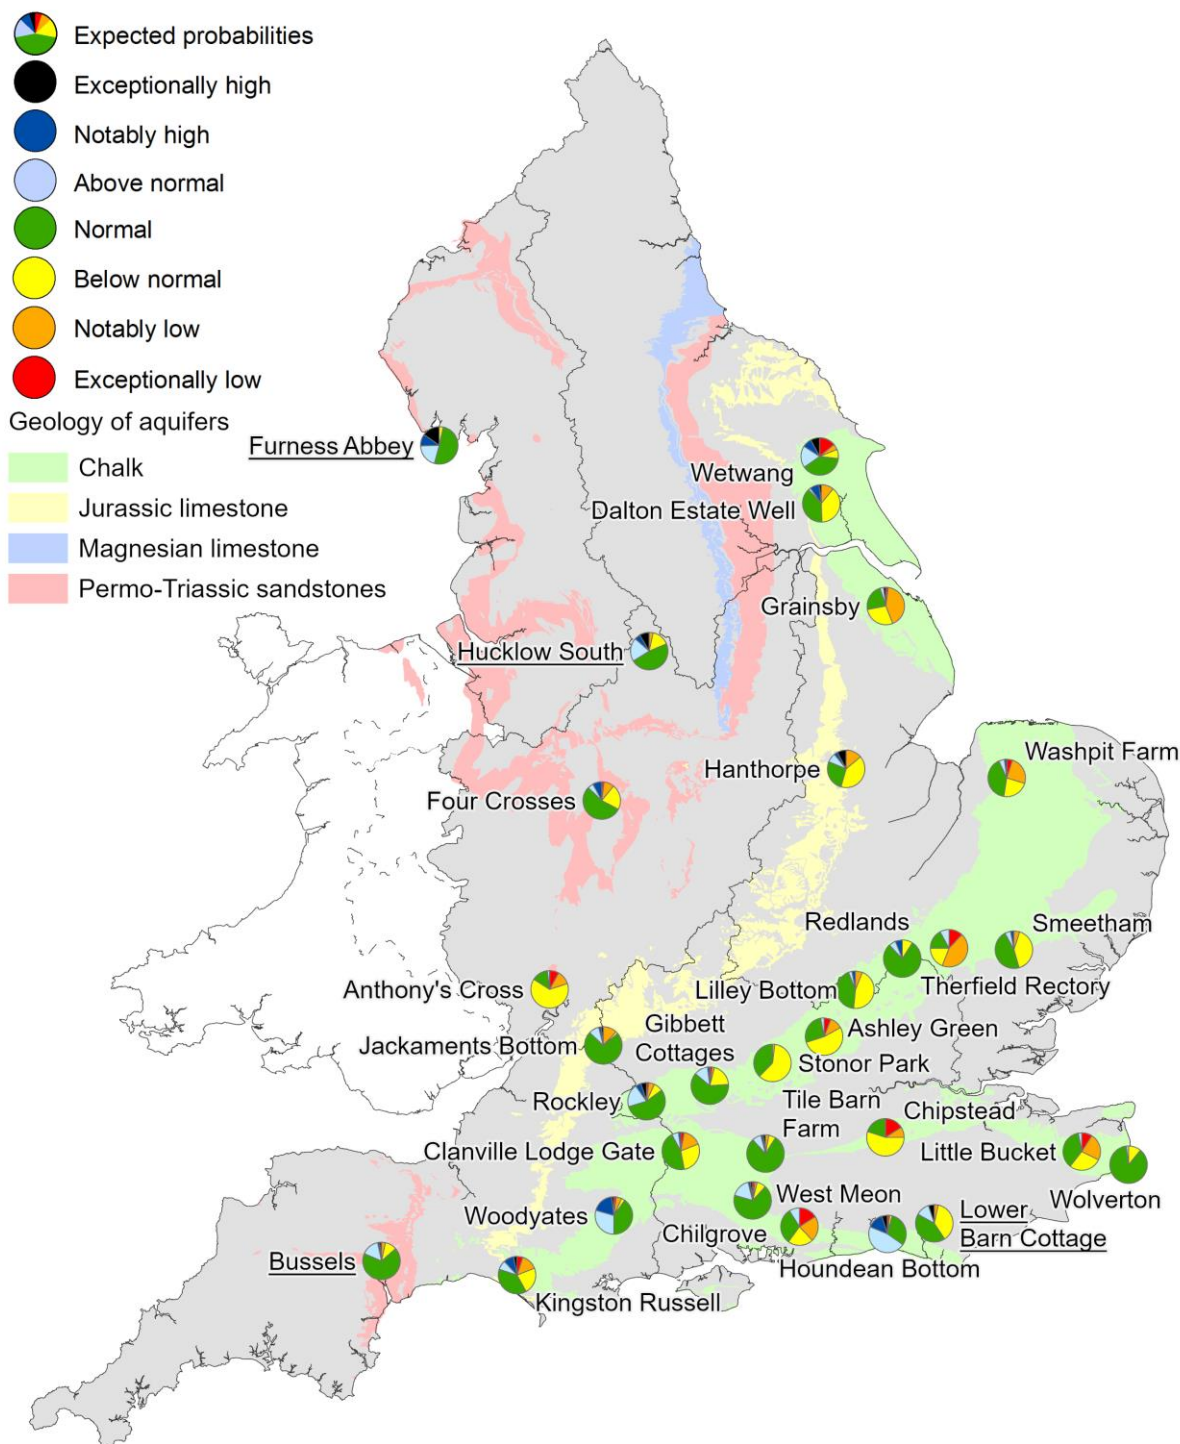 Expected probabilities
Exceptionally high
Notably high
Above normal
Normal
Below normal
Notably low
Exceptionally low
Geology of aquifers
Chalk
Jurassic limestone
Magnesian limestone
Permo-Triassic sandstones
Furness Abbey
Wetwang
Dalton Estate Well
Grainsby
Hucklow South
Hanthorpe
Washpit Farm
Four Crosses
Redlands
Smeetham
Anthony's Cross
Lilley Bottom
Therfield Rectory
Jackaments Bottom
Gibbett
Cottages
Ashley Green
Stonor Park
Rockley
Tile Barn
Farm
Chipstead
Clanville Lodge Gate
Little Bucket
Wolverton
West Meon
Woodyates
Chilgrove
Lower
Barn Cottage
Bussels
Houndean Bottom
Kingston Russell